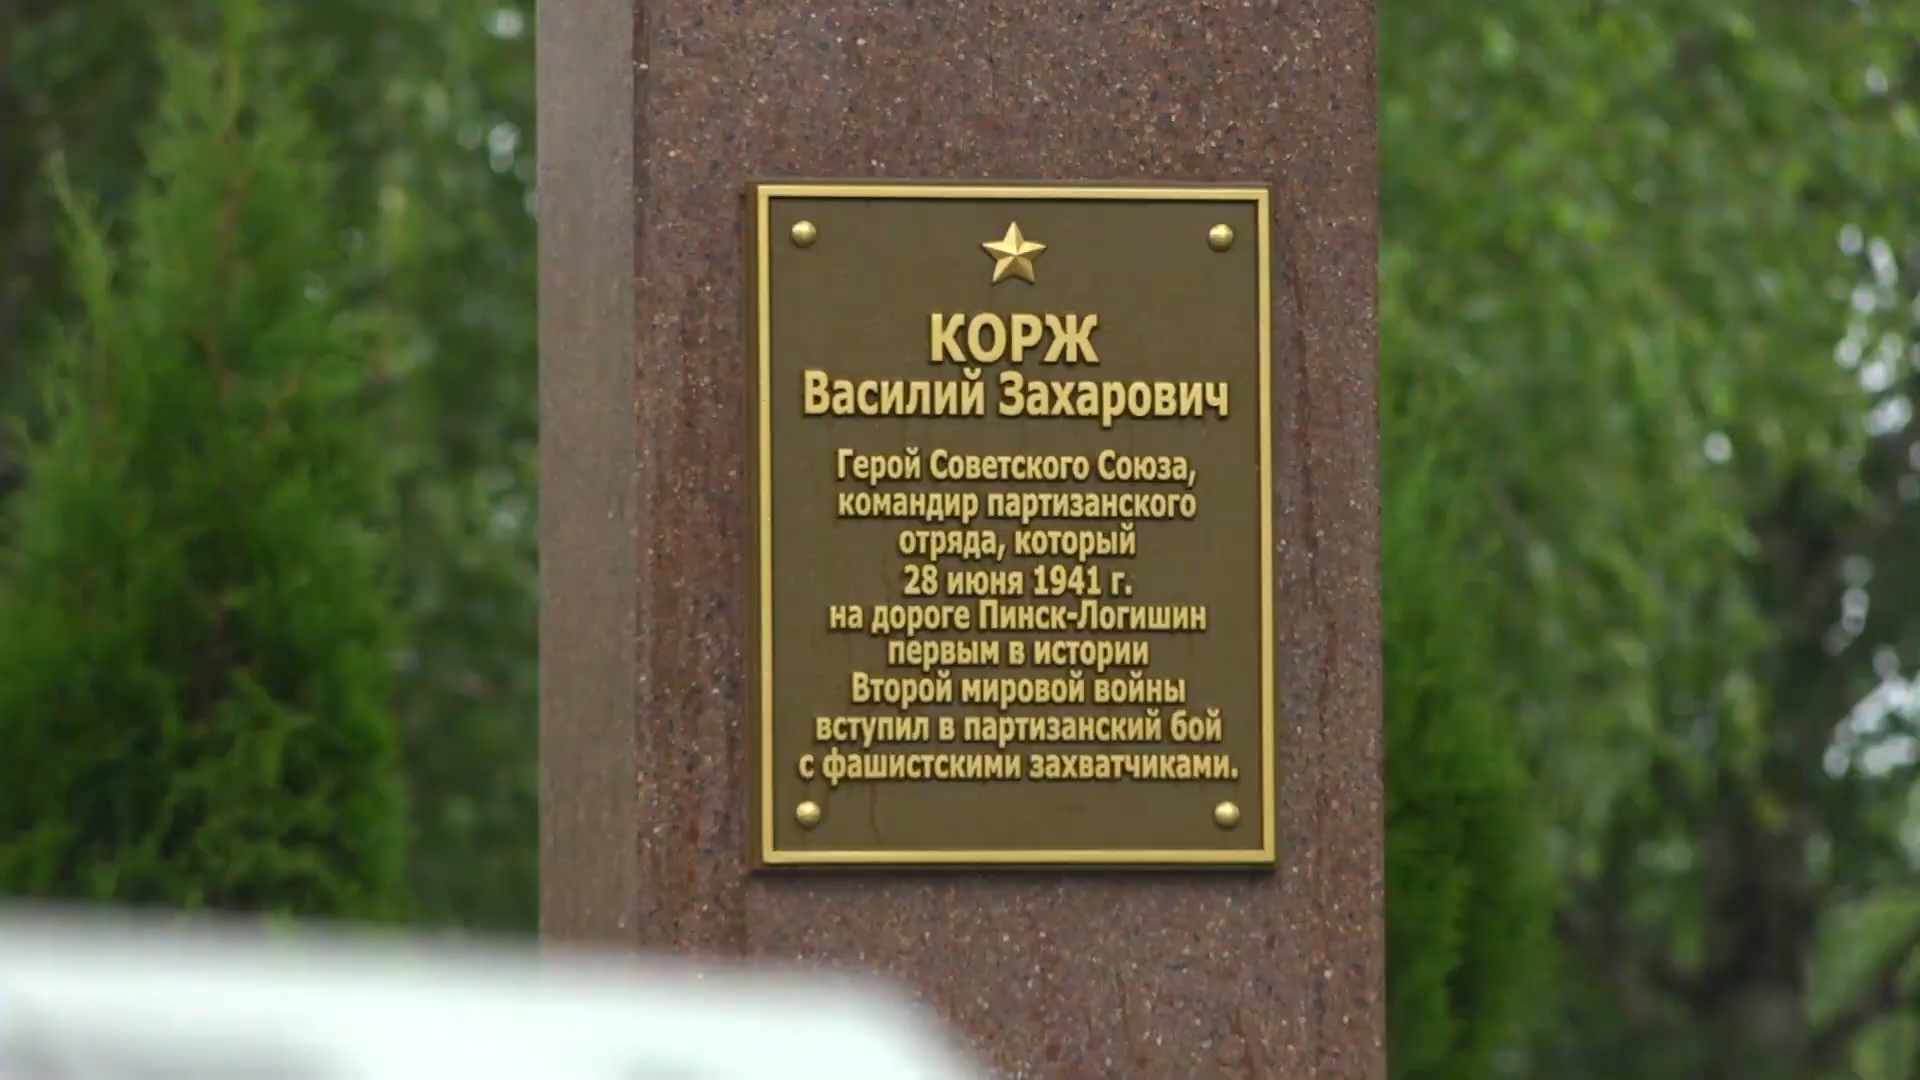 КОРЖ
Василий Захарович
Герой Советского Союза,
командир партизанского
отряда, который
28 июня 1941 г.
на дороге Пинск-Логишин
первым в истории
Второй мировой войны
вступил в партизанский бой
с фашистскими захватчиками.